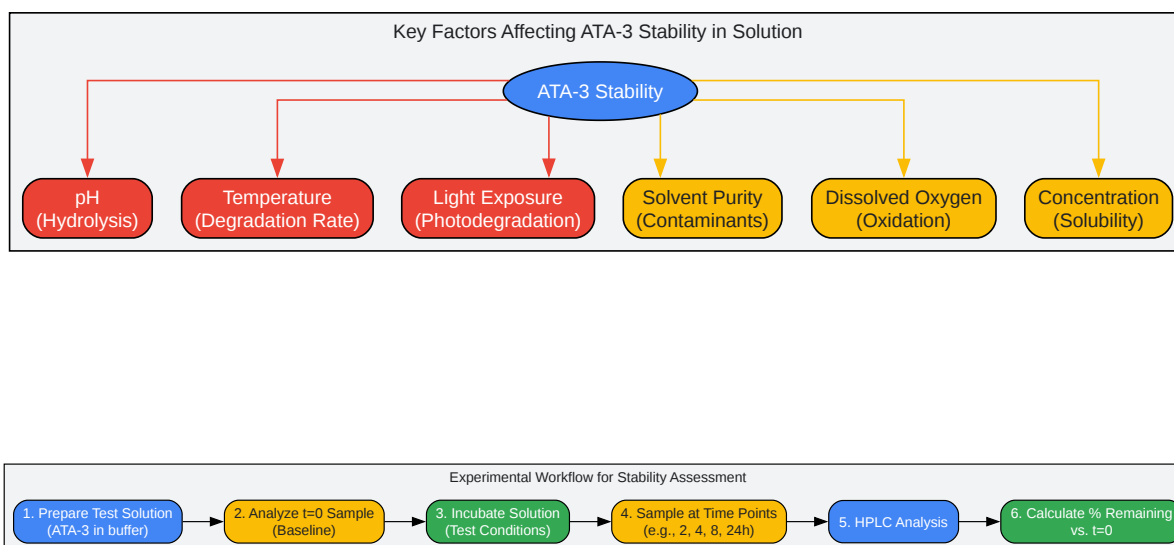 Key Factors Affecting ATA-3 Stability in Solution
ATA-3 Stability
pH
(Hydrolysis)
Temperature
(Degradation Rate)
Light Exposure
(Photodegradation)
Solvent Purity
(Contaminants)
Dissolved Oxygen
(Oxidation)
Concentration
(Solubility)
Experimental Workflow for Stability Assessment
1. Prepare Test Solution
(ATA-3 in buffer)
2. Analyze t=0 Sample
(Baseline)
3. Incubate Solution
(Test Conditions)
4. Sample at Time Points
(e.g., 2, 4, 8, 24h)
5. HPLC Analysis
6. Calculate % Remaining
vs. t=0